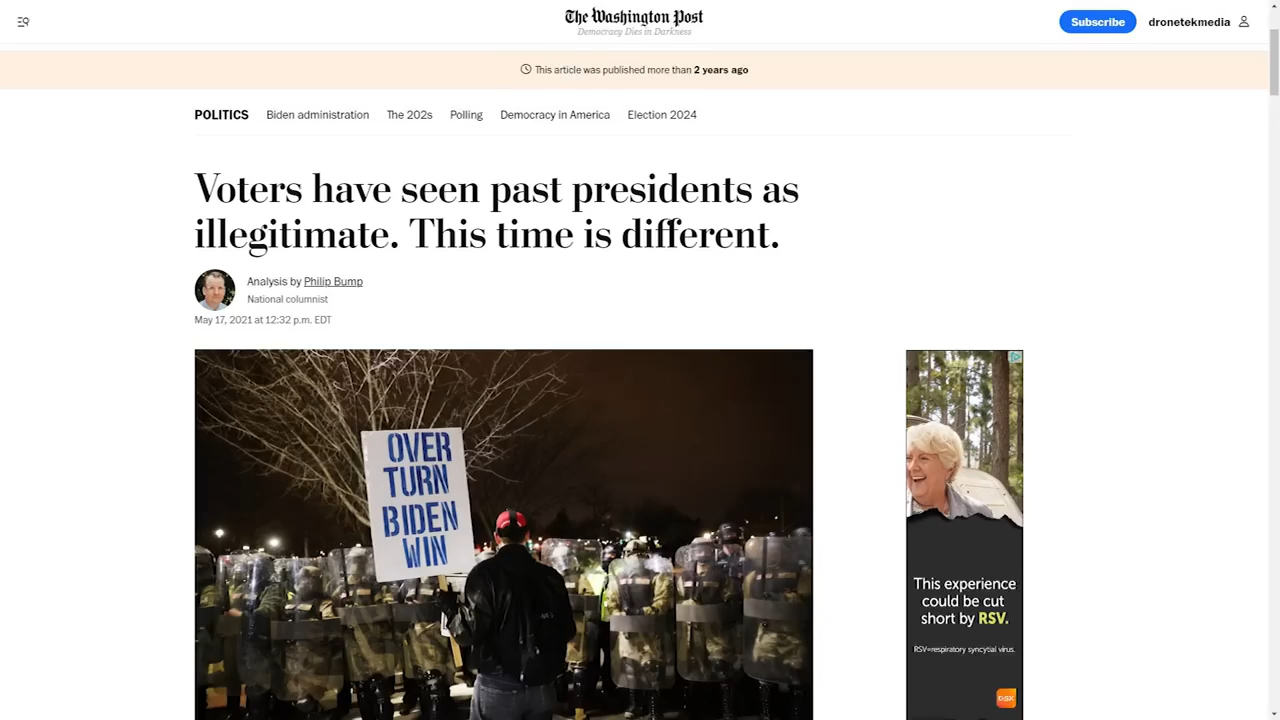 The Washington Post
Democracy Dies in Darkness
Subscribe
dronetekmedia
This article was published more than 2 years ago
POLITICS Biden administration The 202s Polling Democracy in America Election 2024
Voters have seen past presidents as
illegitimate. This time is different.
Analysis by Philip Bump
National columnist
May 17, 2021 at 12:32 p.m. EDT
OVER
TURN
BIDEN
WIN
This experience
could be cut
short by RSV.
RSV=respiratory syncytial virus.
GSK